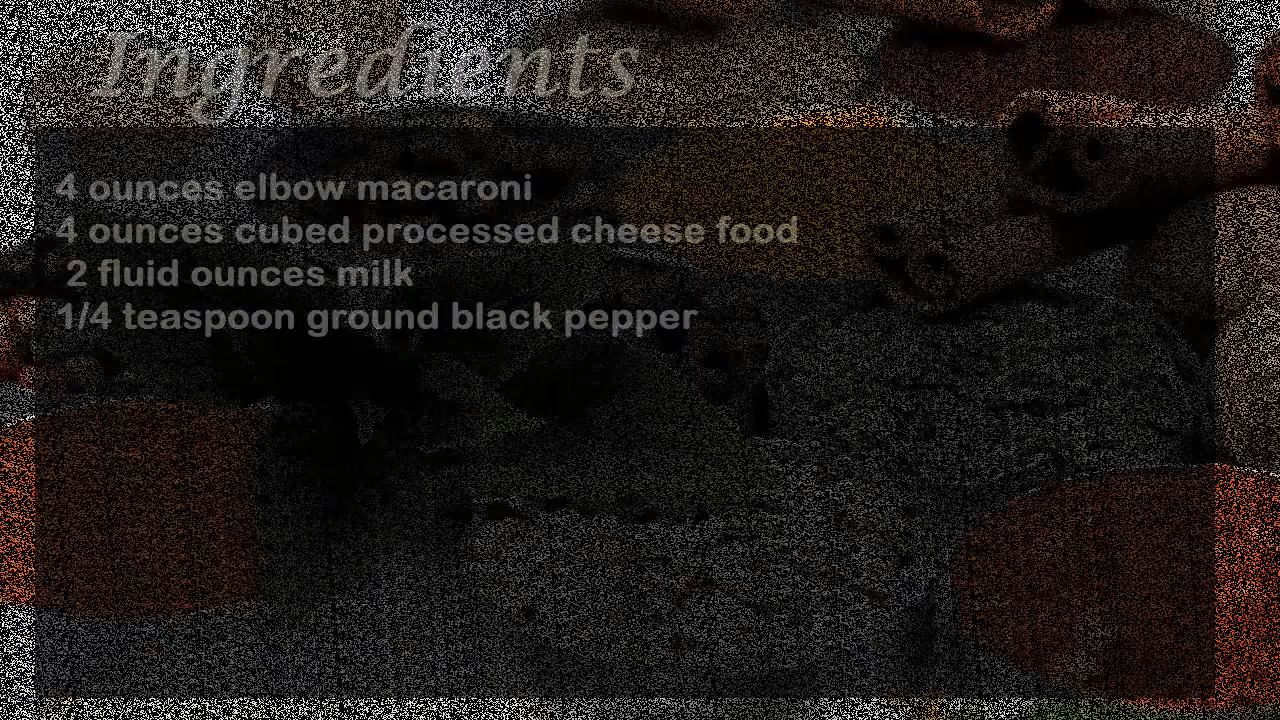 Ingredients
4 ounces elbow macaroni
4 ounces cubed processed cheese food
2 fluid ounces milk
1/4 teaspoon ground black pepper